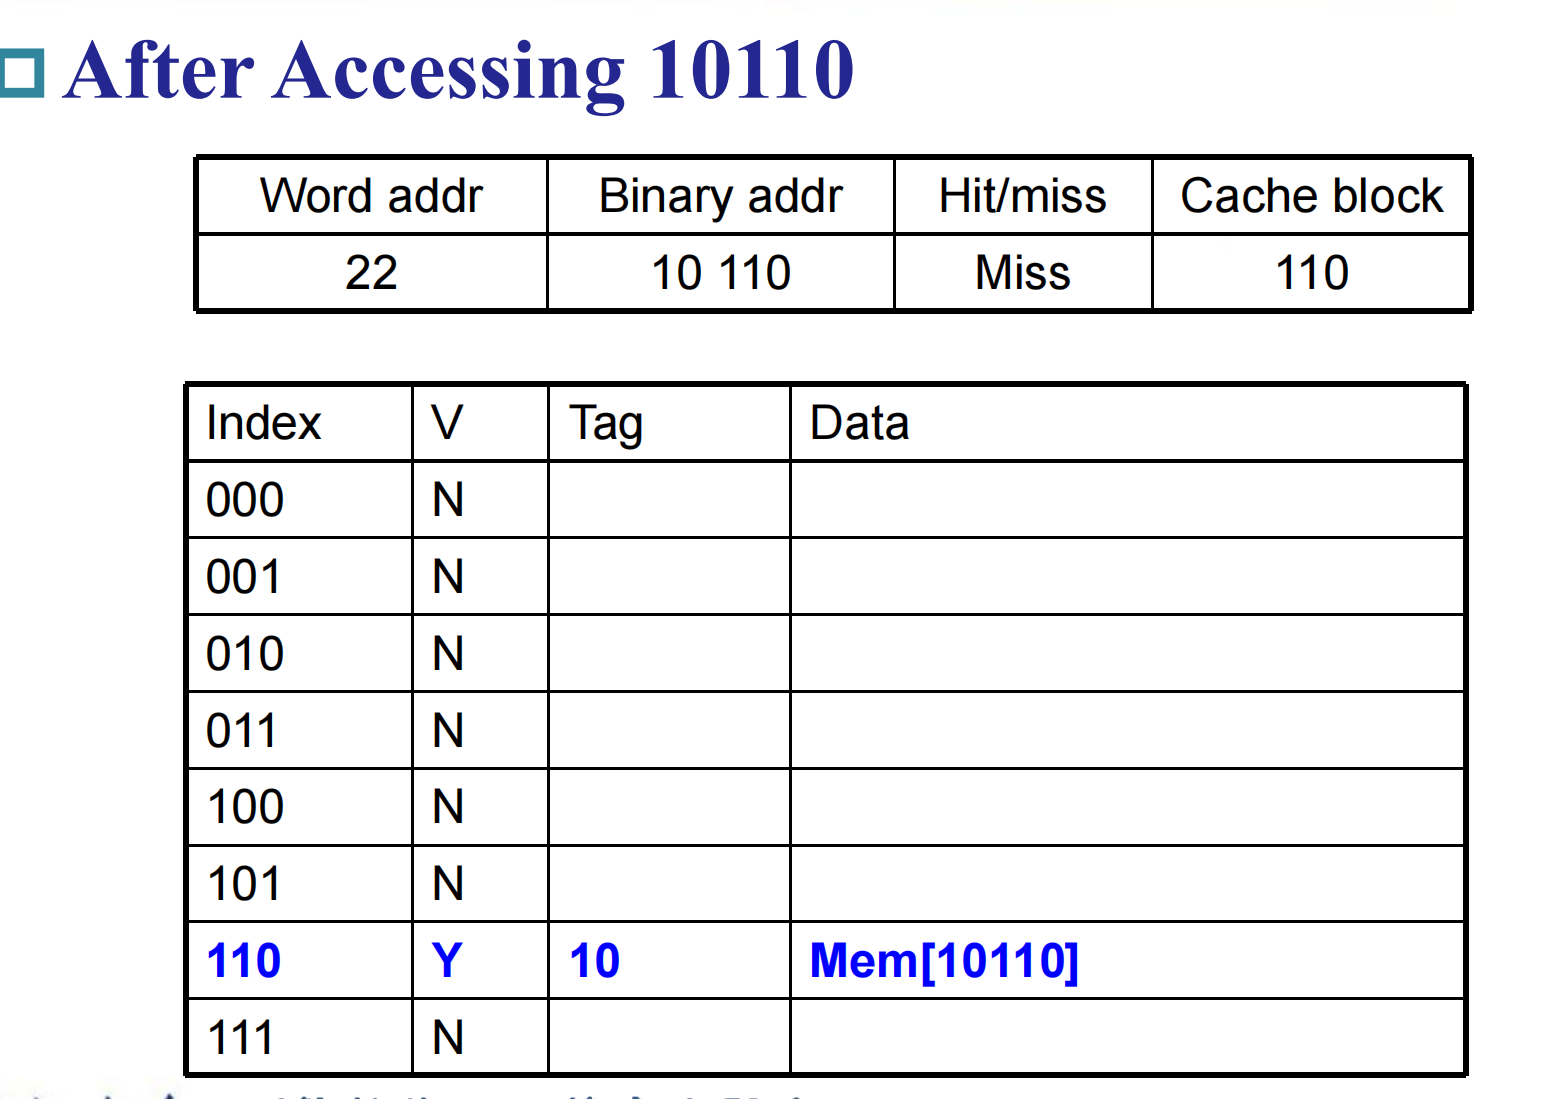 After Accessing 10110
Word addr Binary addr Hit/miss Cache block
22 10 110 Miss 110
Index V Tag Data
000 N
001 N
010 N
011 N
100 N
101 N
110 Y 10 Mem[10110]
111 N